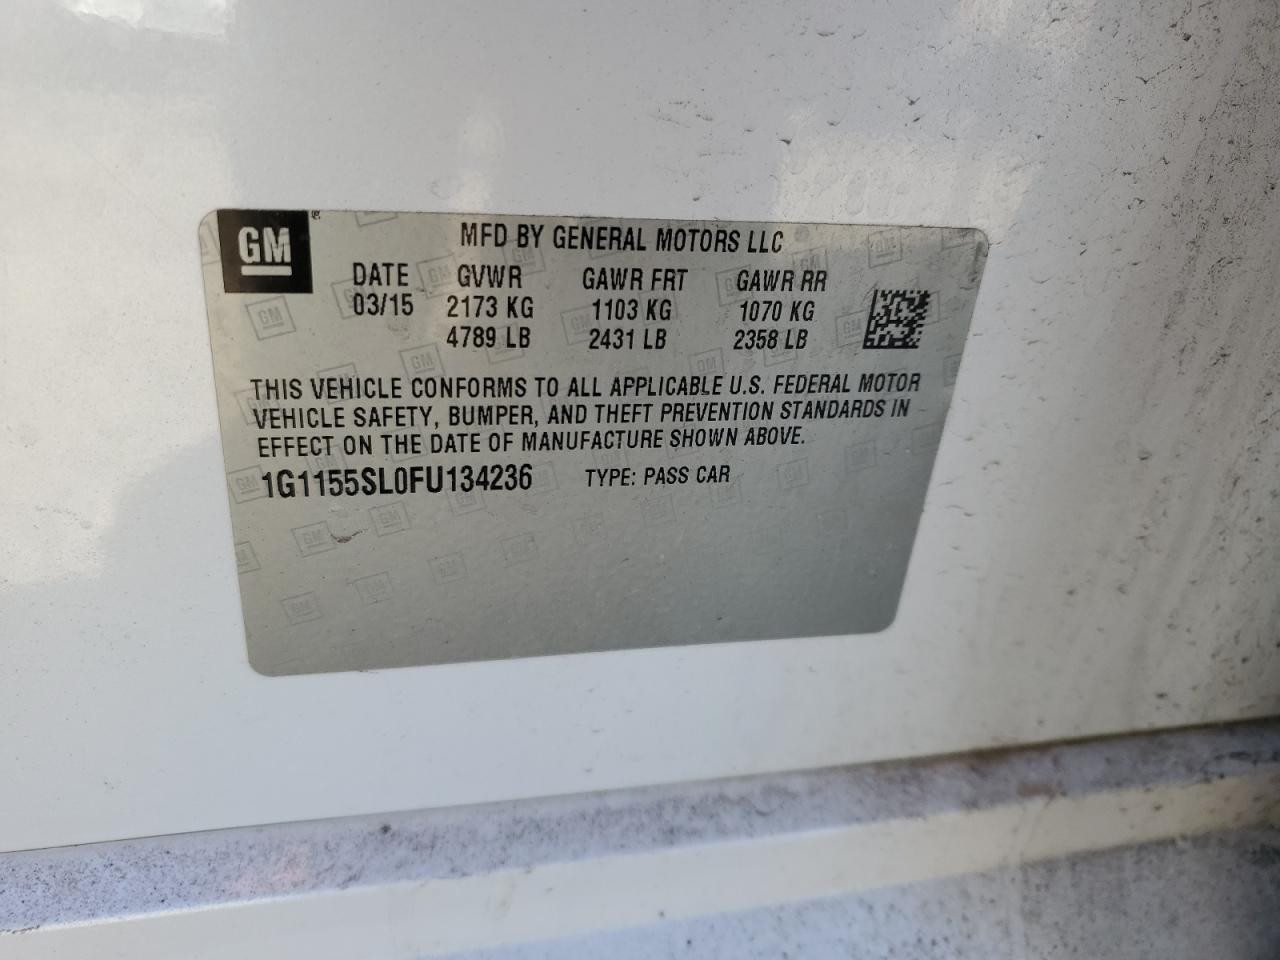 GM
MFD BY GENERAL MOTORS LLC
DATE GVWR GAWR FRT GAWR RR
03/15 2173 KG 1103 KG 1070 KG
4789 LB 2431 LB 2358 LB
THIS VEHICLE CONFORMS TO ALL APPLICABLE U.S. FEDERAL MOTOR
VEHICLE SAFETY, BUMPER, AND THEFT PREVENTION STANDARDS IN
EFFECT ON THE DATE OF MANUFACTURE SHOWN ABOVE.
1G1155SL0FU134236 TYPE: PASS CAR